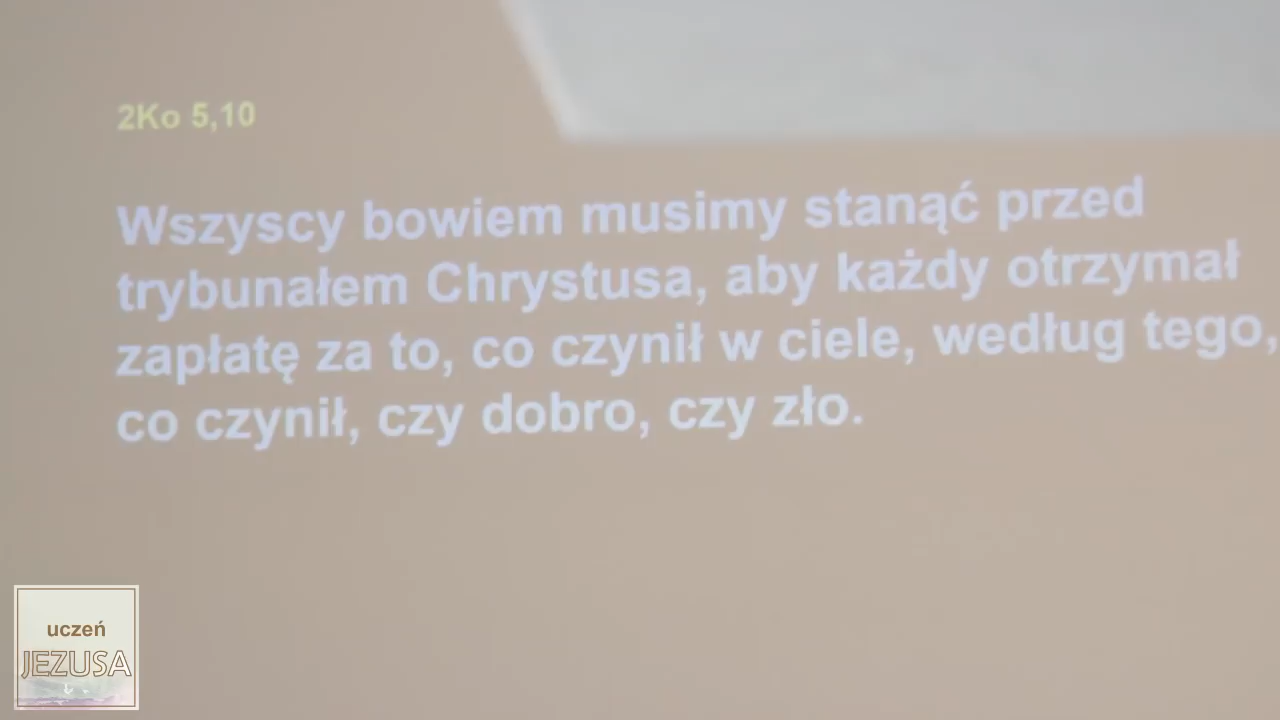 2Ko 5,10
Wszyscy bowiem musimy stanąć przed
trybunałem Chrystusa, aby każdy otrzymał
zapłatę za to, co czynił w ciele, według tego,
co czynił, czy dobro, czy zło.
uczeń
JEZUSA